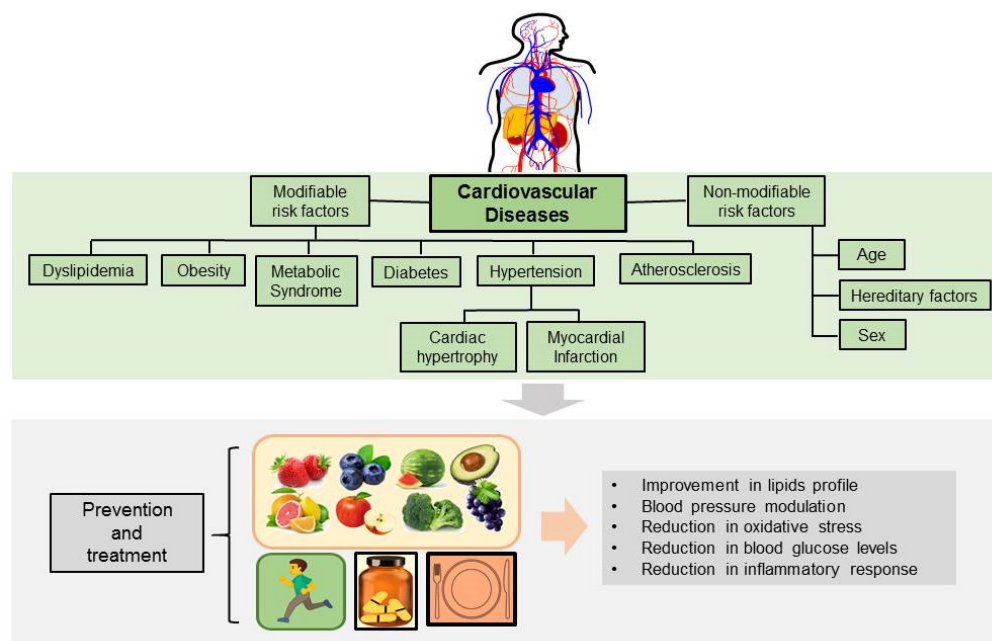 Cardiovascular
Diseases
Modifiable
risk factors
Non-modifiable
risk factors
Dyslipidemia
Obesity
Metabolic
Syndrome
Diabetes
Hypertension
Atherosclerosis
Cardiac
hypertrophy
Myocardial
Infarction
Age
Hereditary factors
Sex
Prevention
and
treatment
• Improvement in lipids profile
• Blood pressure modulation
• Reduction in oxidative stress
• Reduction in blood glucose levels
• Reduction in inflammatory response